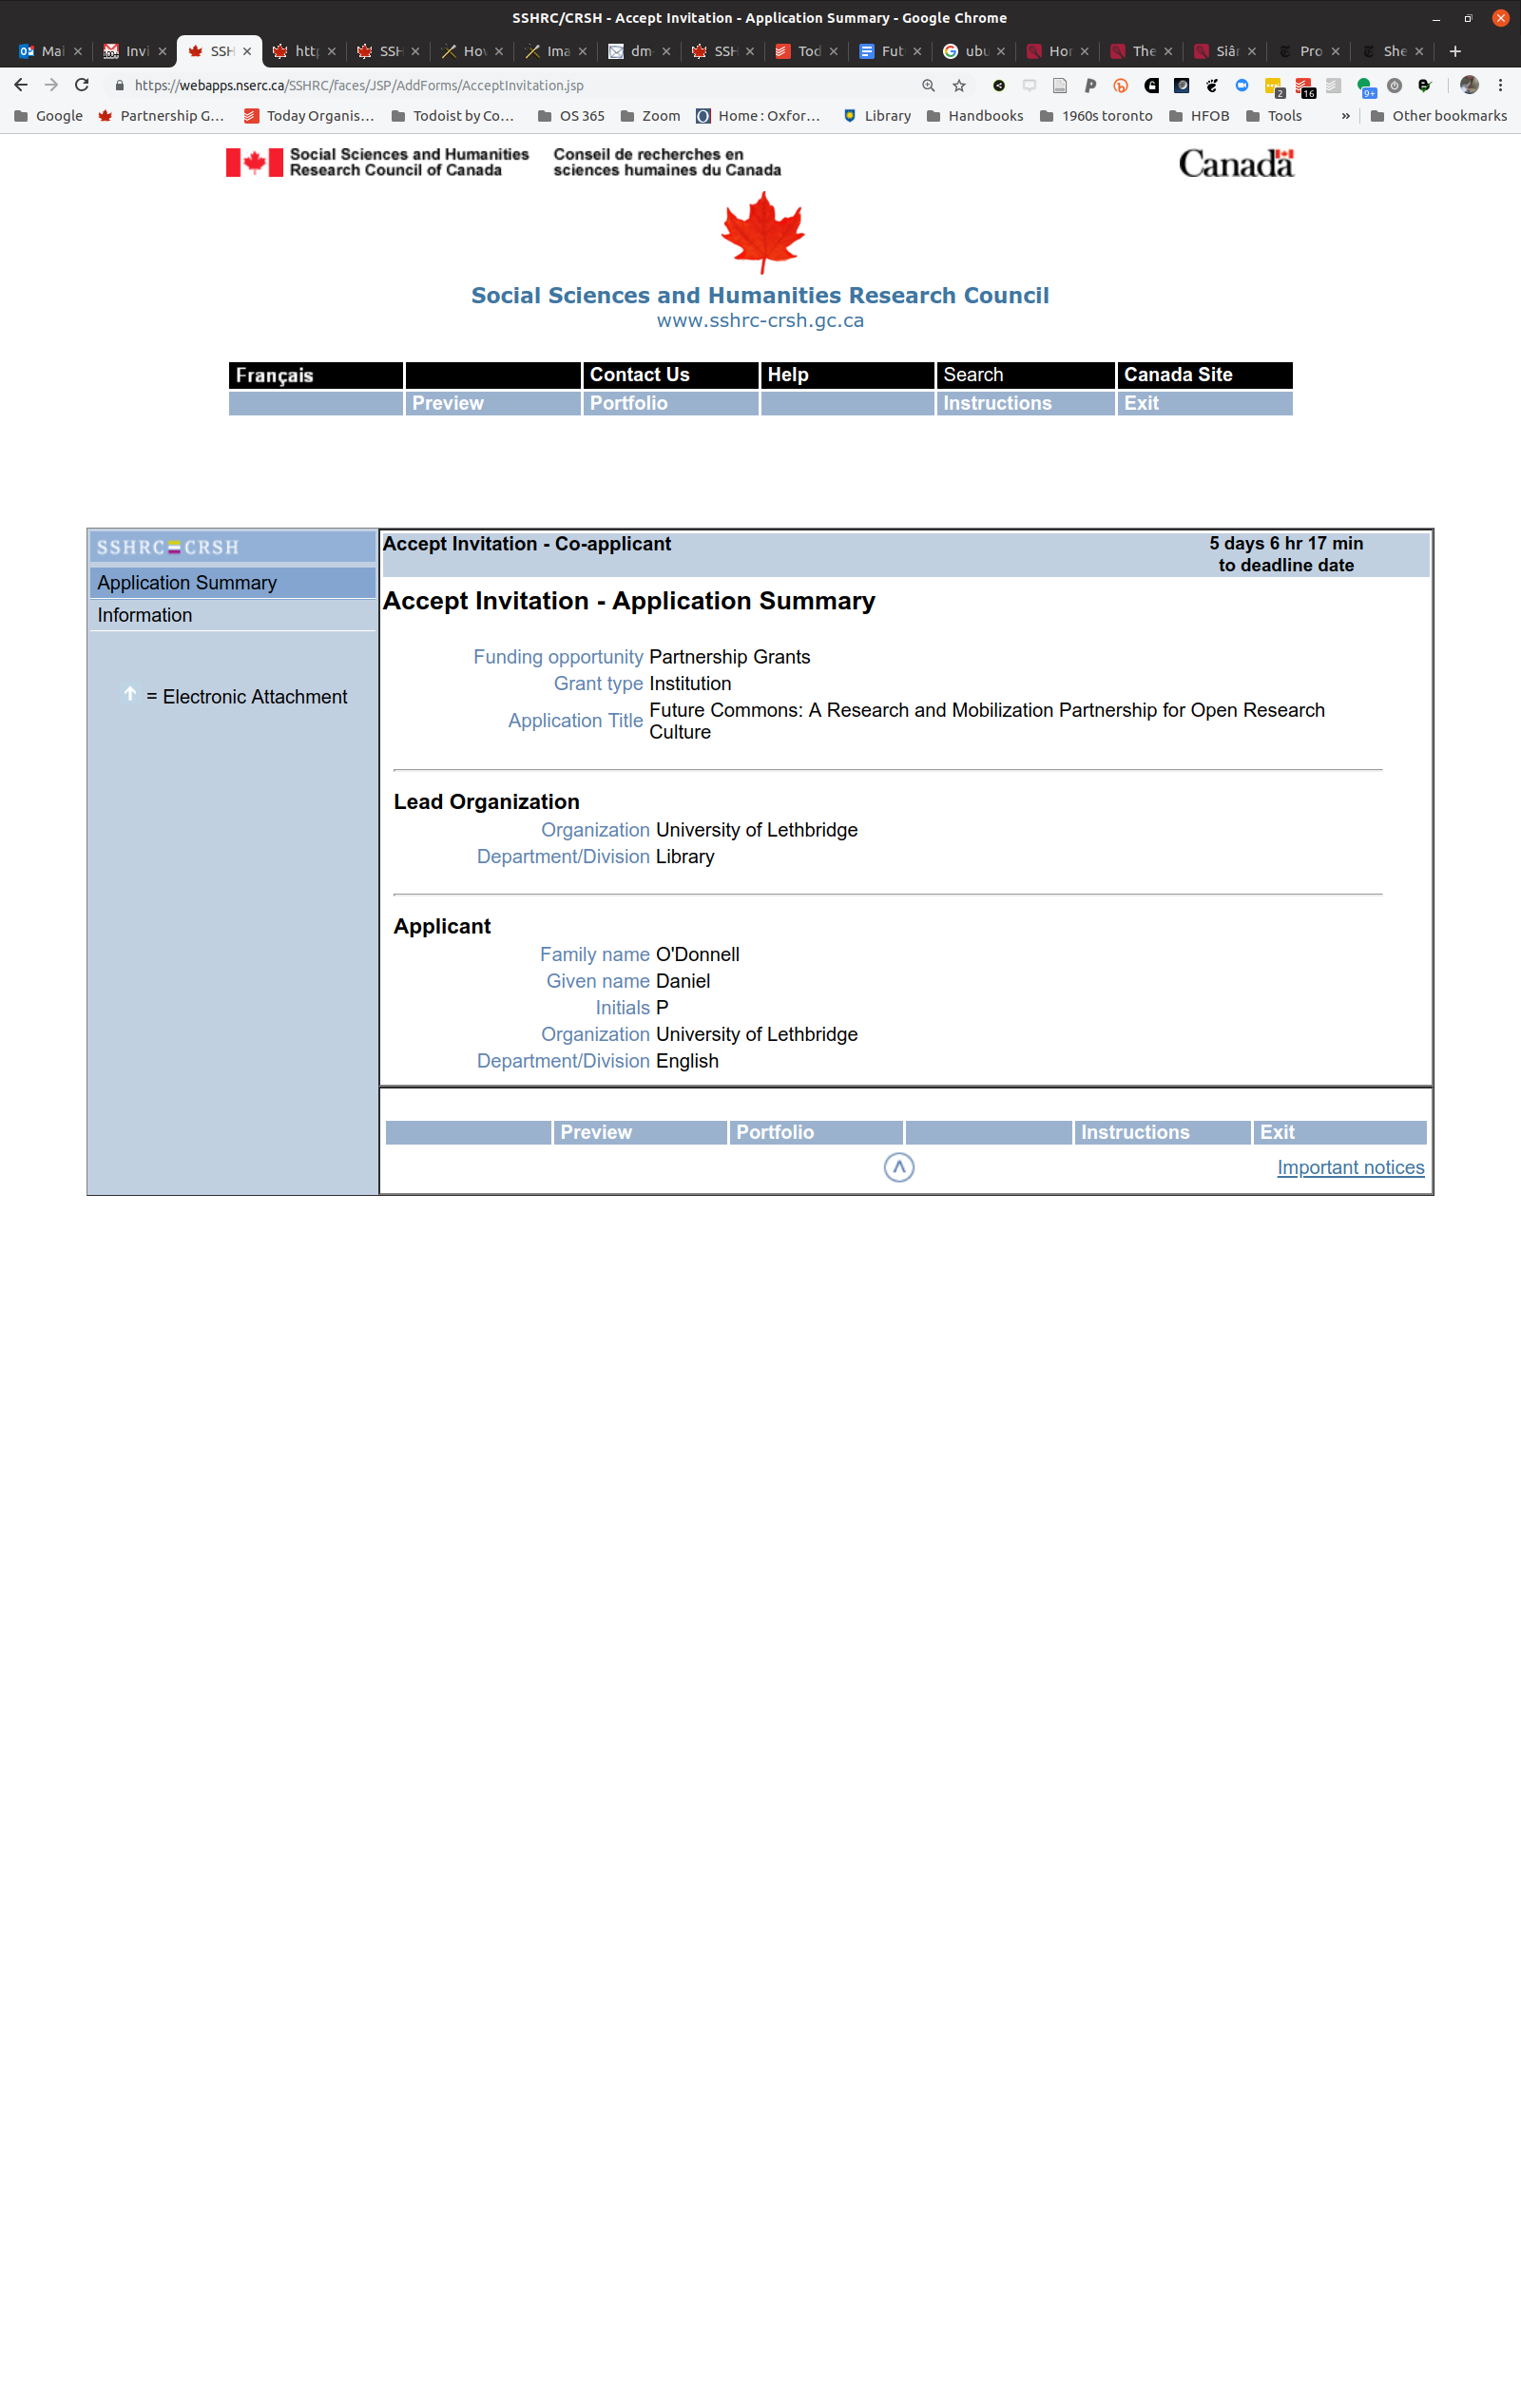 SSHRC/CRSH - Accept Invitation - Application Summary - Google Chrome
Mai Invi SSH http SSH Hov Ima dm- SSH Tod Fut ubu Hor The Siân Pro She
https://webapps.nserc.ca/SSHRC/faces/JSP/AddForms/AcceptInvitation.jsp
2 16 9+
Google Partnership G... Today Organis... Todoist by Co... OS 365 Zoom Home : Oxfor... Library Handbooks 1960s toronto HFOB Tools » Other bookmarks
Social Sciences and Humanities Conseil de recherches en
Research Council of Canada sciences humaines du Canada
Canada
Social Sciences and Humanities Research Council
www.sshrc-crsh.gc.ca
Français Contact Us Help Search Canada Site
Preview Portfolio Instructions Exit
SSHRC CRSH
Application Summary
Information
= Electronic Attachment
Accept Invitation - Co-applicant
5 days 6 hr 17 min
to deadline date
Accept Invitation - Application Summary
Funding opportunity Partnership Grants
Grant type Institution
Application Title Future Commons: A Research and Mobilization Partnership for Open Research
Culture
Lead Organization
Organization University of Lethbridge
Department/Division Library
Applicant
Family name O'Donnell
Given name Daniel
Initials P
Organization University of Lethbridge
Department/Division English
Preview Portfolio Instructions Exit
Important notices